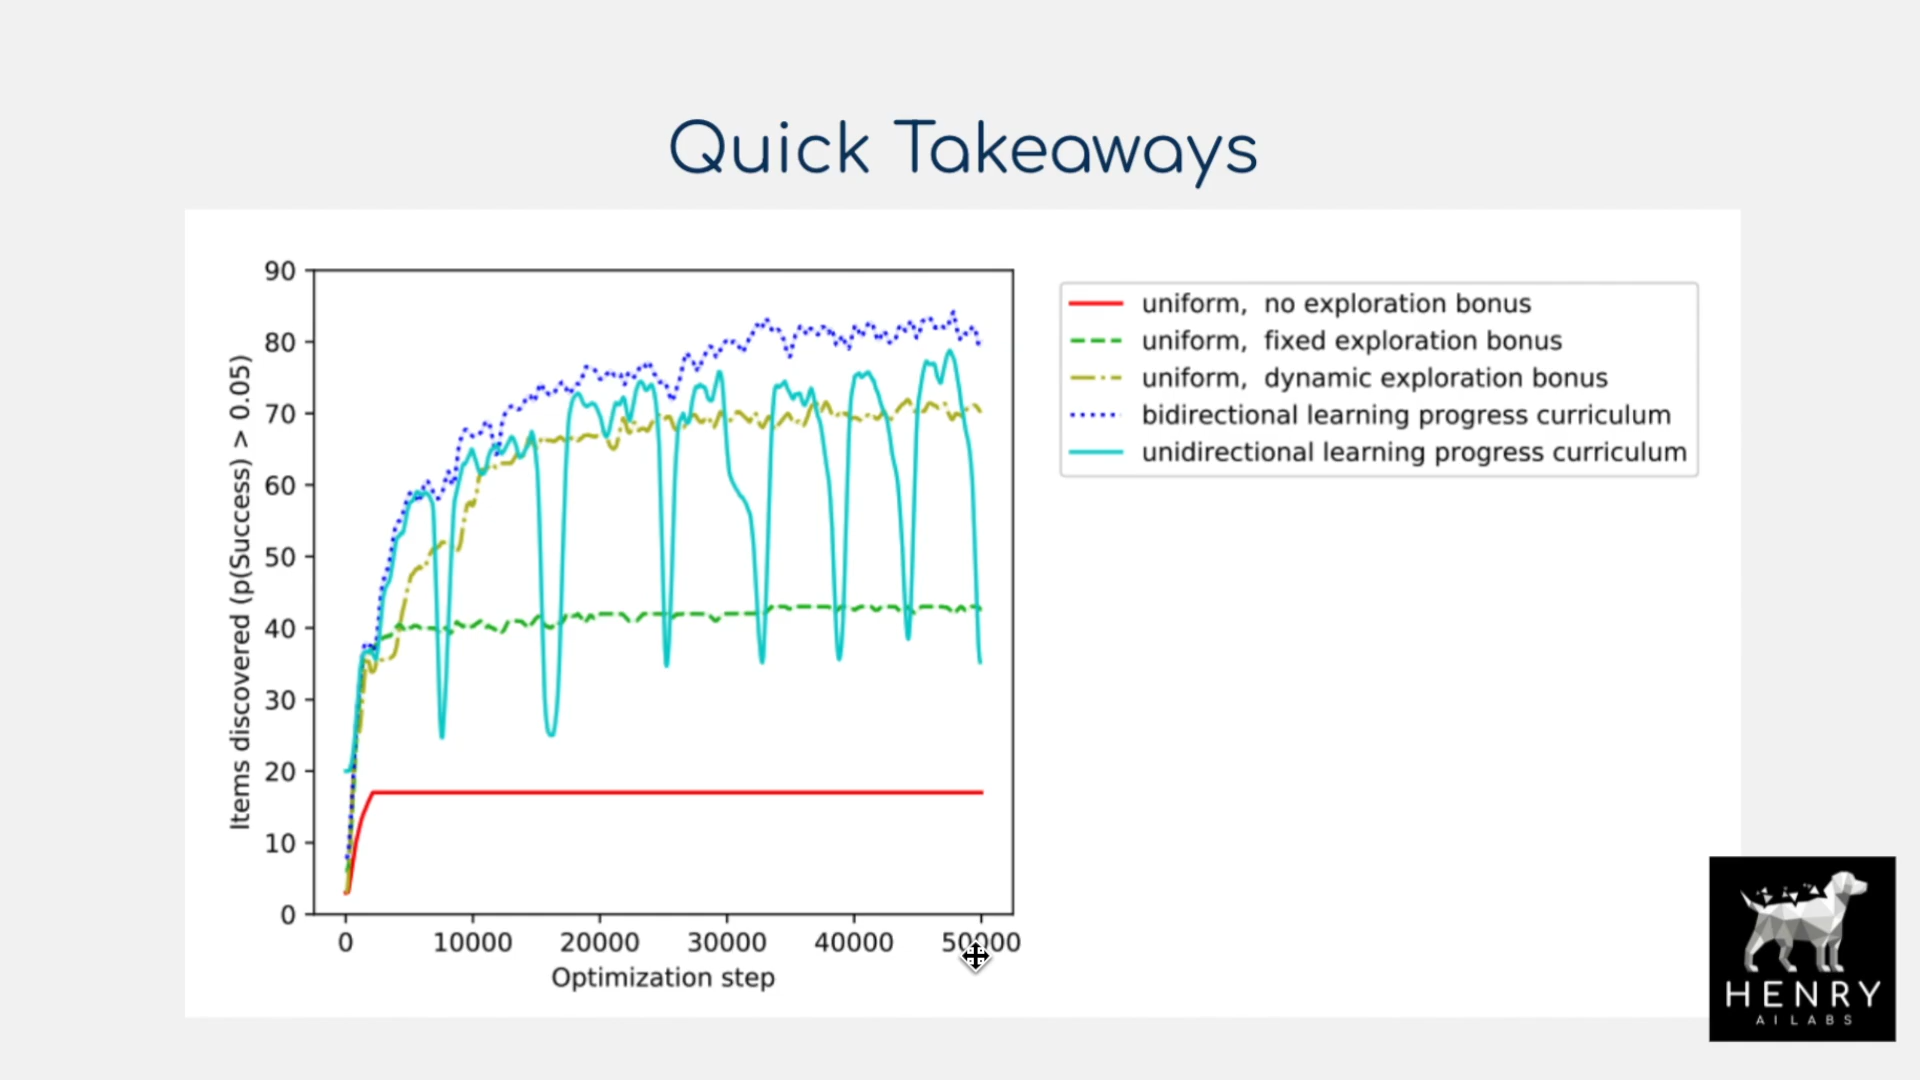 Quick Takeaways
90
80
70
60
50
40
30
20
10
0
Items discovered (p(Success) > 0.05)
0 10000 20000 30000 40000 50000
Optimization step
uniform, no exploration bonus
uniform, fixed exploration bonus
uniform, dynamic exploration bonus
bidirectional learning progress curriculum
unidirectional learning progress curriculum
HENRY
AI LABS